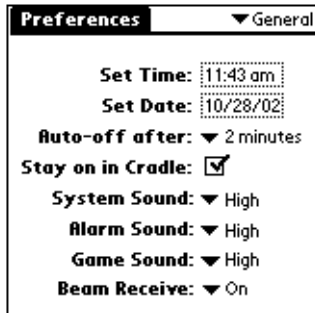 Preferences ▼ General
Set Time: 11:43 am
Set Date: 10/28/02
Auto-off after: ▼ 2 minutes
Stay on in Cradle: ☑
System Sound: ▼ High
Alarm Sound: ▼ High
Game Sound: ▼ High
Beam Receive: ▼ On